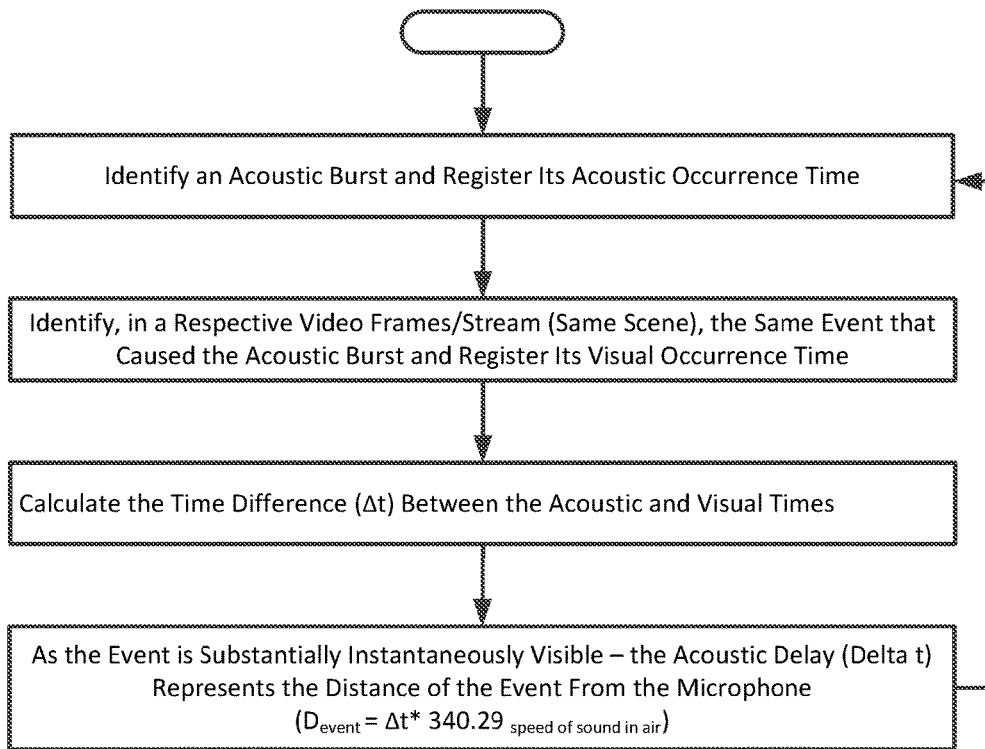 Identify an Acoustic Burst and Register Its Acoustic Occurrence Time
Identify, in a Respective Video Frames/Stream (Same Scene), the Same Event that
Caused the Acoustic Burst and Register Its Visual Occurrence Time
Calculate the Time Difference (Δt) Between the Acoustic and Visual Times
As the Event is Substantially Instantaneously Visible – the Acoustic Delay (Delta t)
Represents the Distance of the Event From the Microphone
(D event = Δt* 340.29 speed of sound in air)